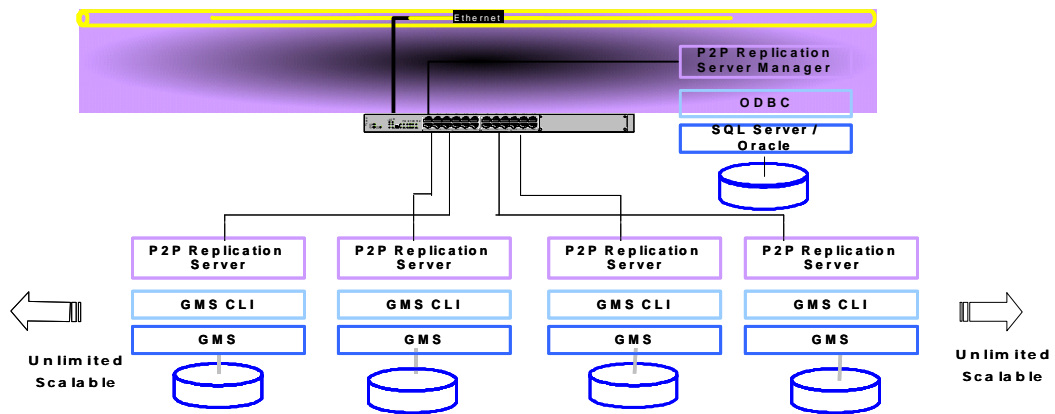 Ethernet
P2P Replication
Server Manager
ODBC
SQL Server /
Oracle
P2P Replication
Server
P2P Replication
Server
P2P Replication
Server
P2P Replication
Server
GMS CLI
GMS CLI
GMS CLI
GMS CLI
GMS
GMS
GMS
GMS
Unlimited
Scalable
Unlimited
Scalable